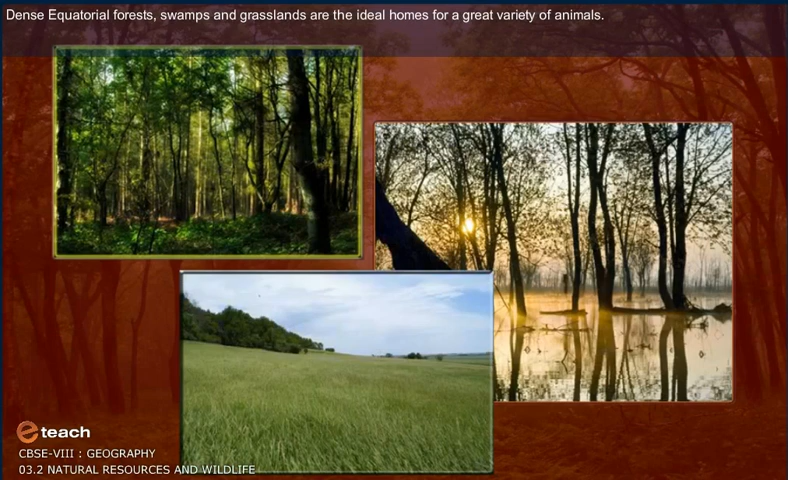 Dense Equatorial forests, swamps and grasslands are the ideal homes for a great variety of animals.
e teach
CBSE-VIII : GEOGRAPHY
03.2 NATURAL RESOURCES AND WILDLIFE